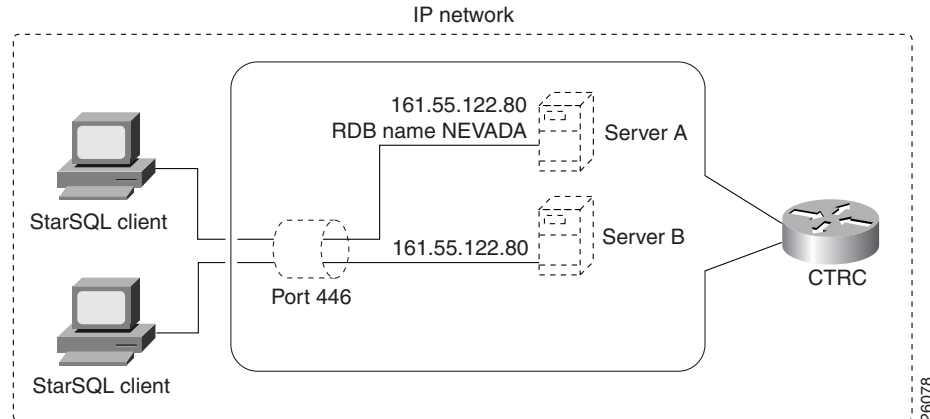 IP network
161.55.122.80
RDB name NEVADA
Server A
StarSQL client
161.55.122.80
Server B
Port 446
CTRC
StarSQL client
26078